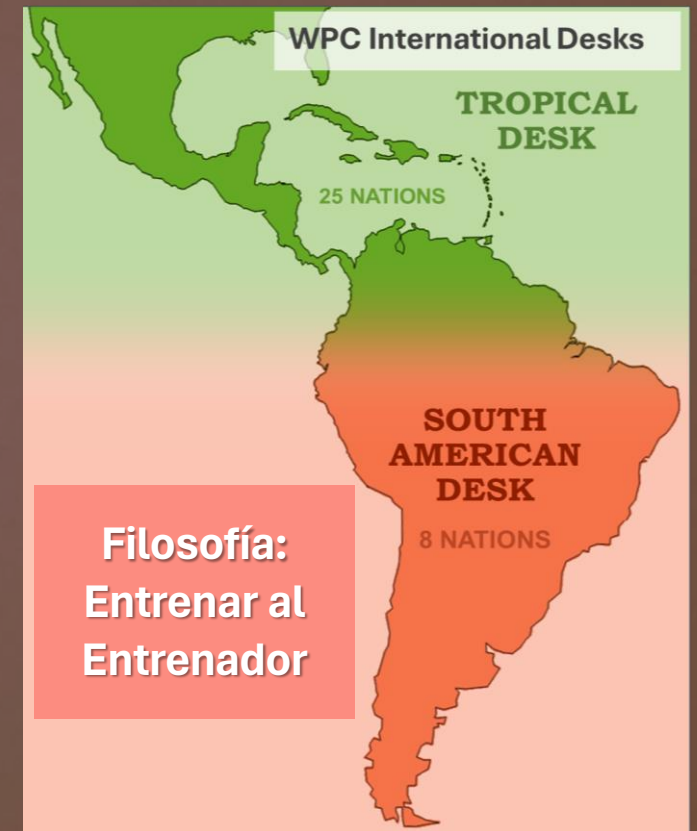 WPC International Desks
TROPICAL
DESK
25 NATIONS
SOUTH
AMERICAN
DESK
8 NATIONS
Filosofía:
Entrenar al
Entrenador